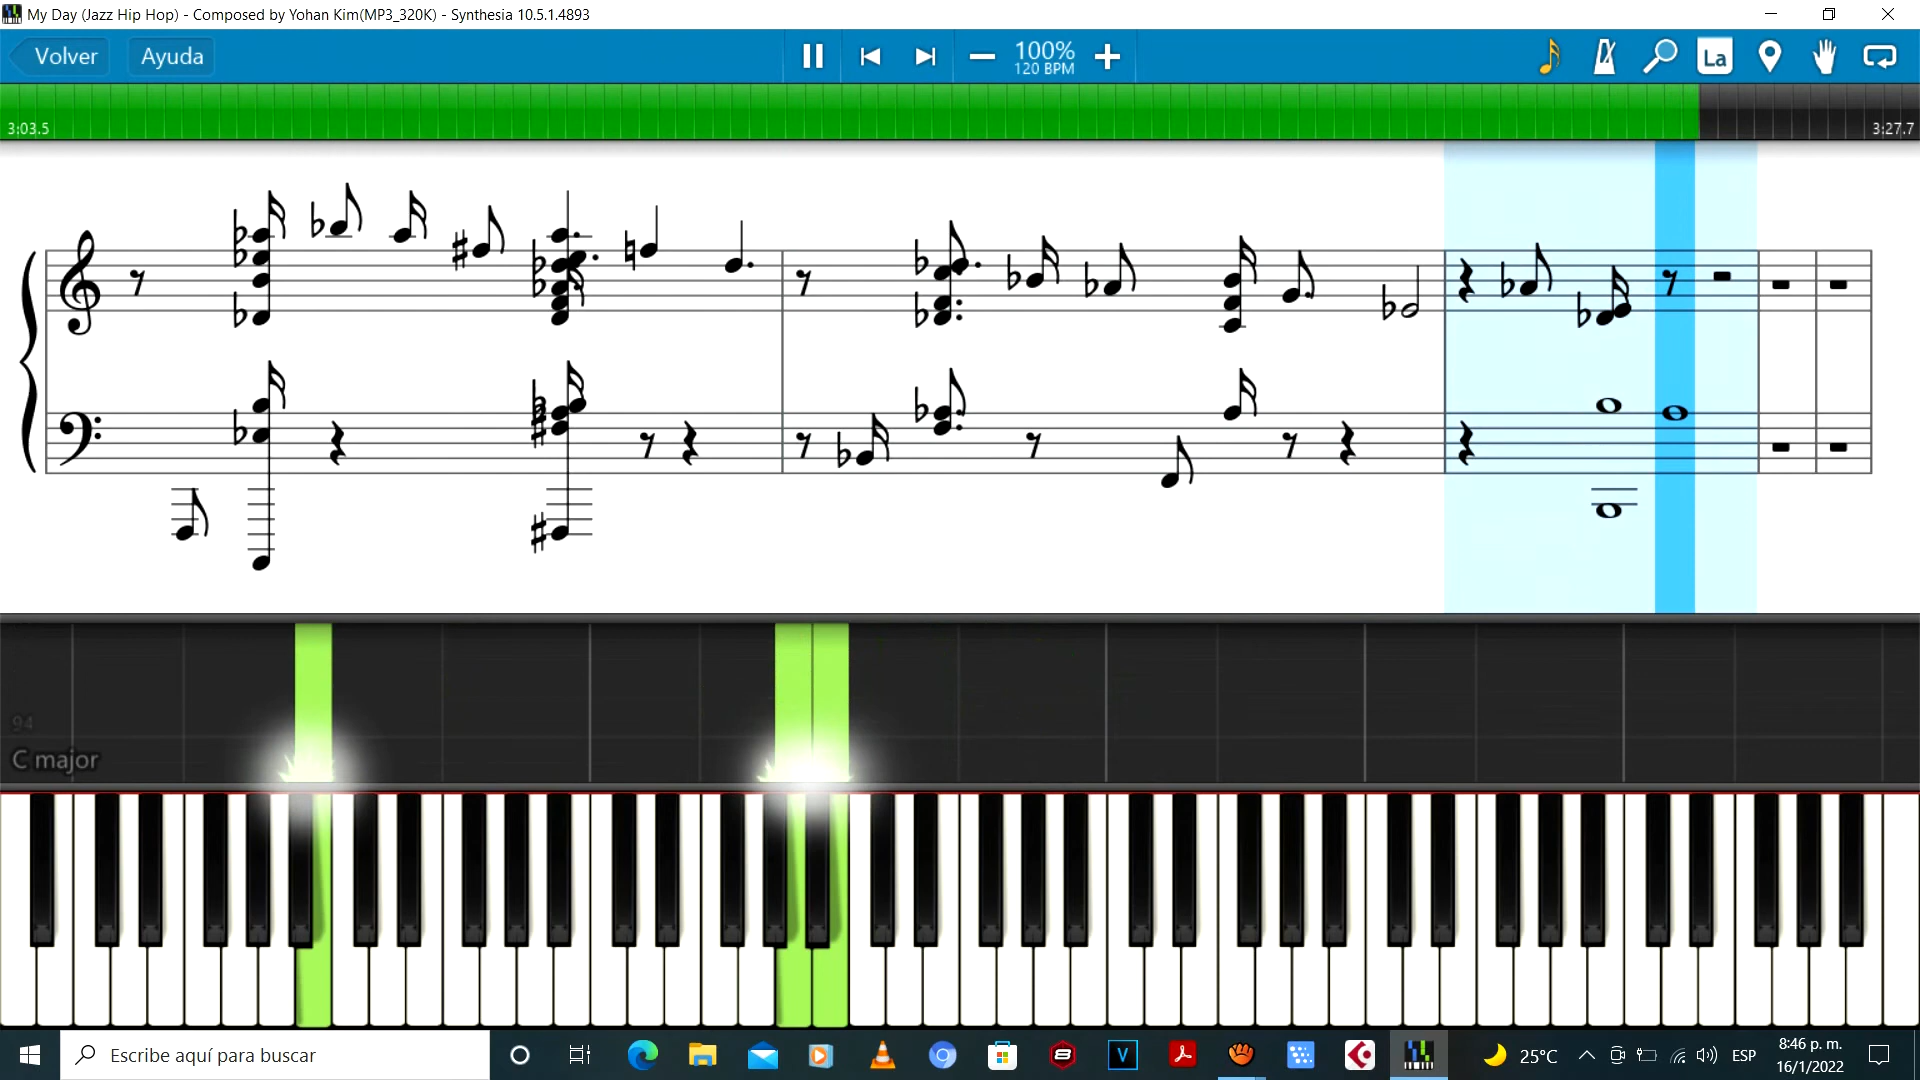 My Day (Jazz Hip Hop) - Composed by Yohan Kim(MP3_320K) - Synthesia 10.5.1.4893
Volver
Ayuda
100%
120 BPM
La
3:03.5
3:27.7
94
C major
Escribe aquí para buscar
25°C
ESP
8:46 p. m.
16/1/2022